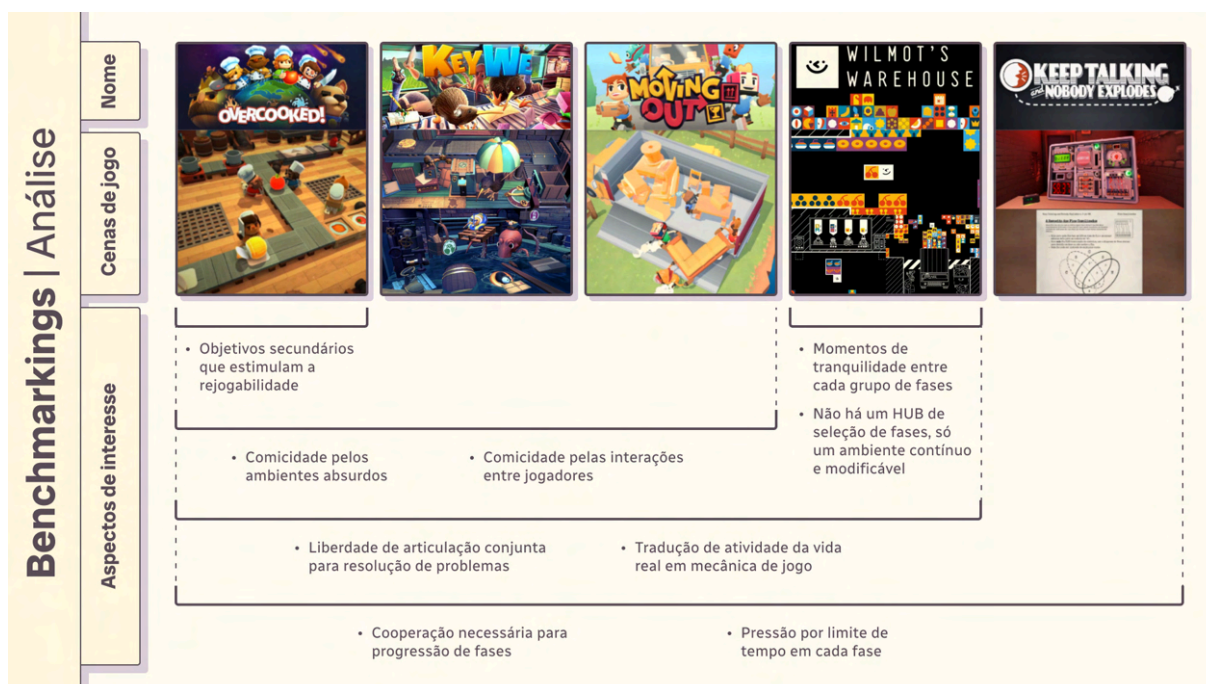 Benchmarkings | Análise
Nome
Cenas de jogo
Aspectos de interesse
OVERCOOKED!
KEY WE
MOVING
OUT
WILMOT'S
WAREHOUSE
KEEP TALKING
and NOBODY EXPLODES
• Objetivos secundários
que estimulam a
rejogabilidade
• Momentos de
tranquilidade entre
cada grupo de fases
• Não há um HUB de
seleção de fases, só
um ambiente contínuo
e modificável
• Comicidade pelos
ambientes absurdos
• Comicidade pelas interações
entre jogadores
• Liberdade de articulação conjunta
para resolução de problemas
• Tradução de atividade da vida
real em mecânica de jogo
• Cooperação necessária para
progressão de fases
• Pressão por limite de
tempo em cada fase